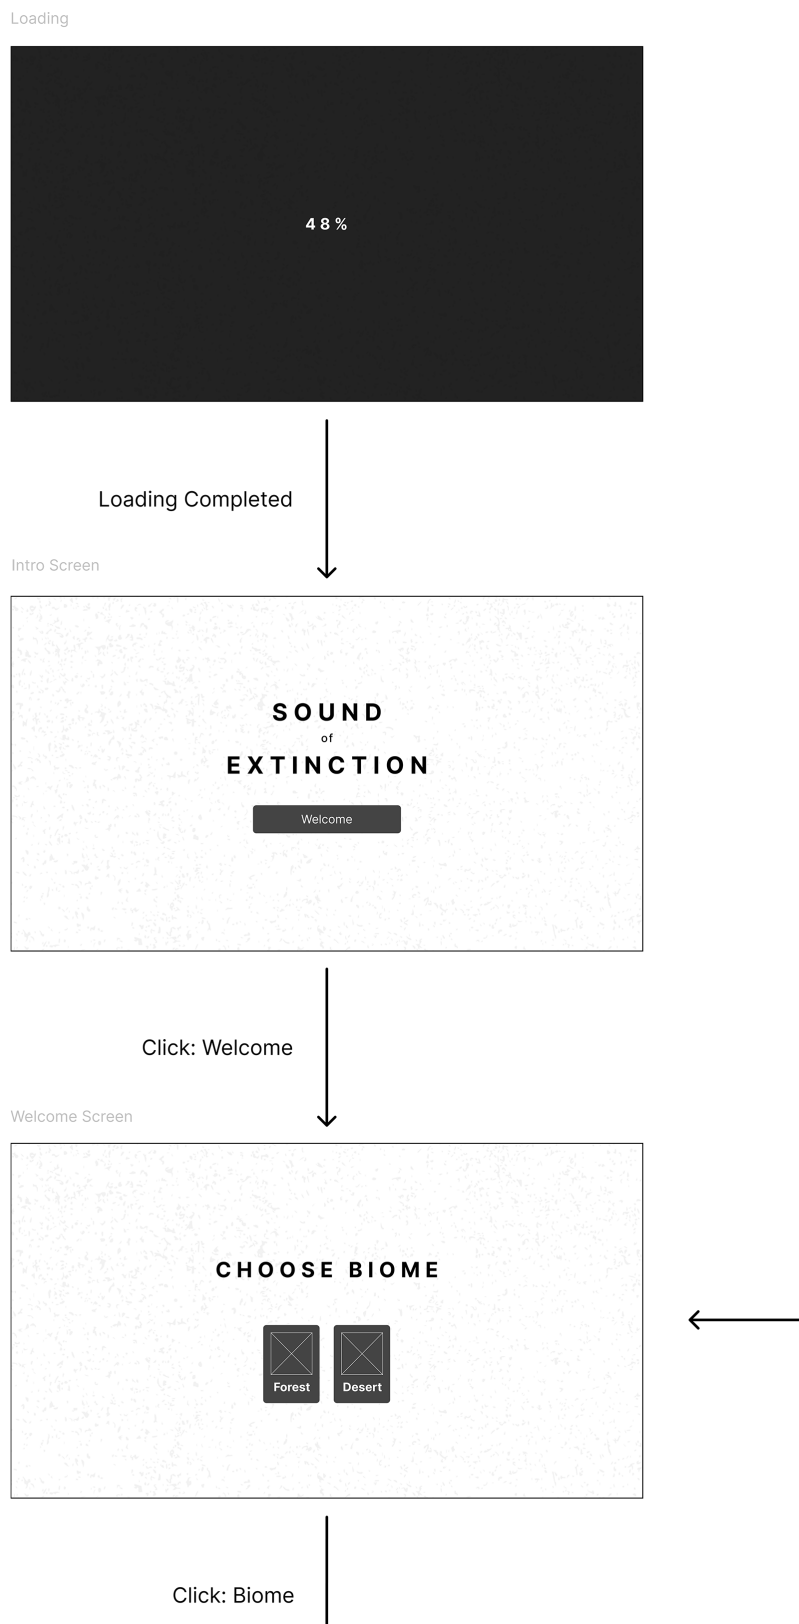 Loading
48%
Loading Completed
Intro Screen
SOUND
of
EXTINCTION
Welcome
Click: Welcome
Welcome Screen
CHOOSE BIOME
Forest Desert
Click: Biome